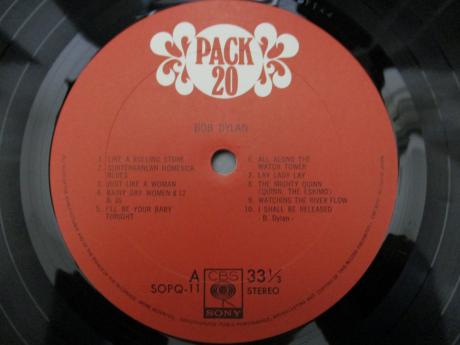 PACK
20
BOB DYLAN
1. LIKE A ROLLING STONE
2. SUBTERRANEAN HOMESICK
BLUES
3. JUST LIKE A WOMAN
4. RAINY DAY WOMEN # 12
& 35
5. I'LL BE YOUR BABY
TONIGHT
6. ALL ALONG THE
WATCH TOWER
7. LAY LADY LAY
8. THE MIGHTY QUINN
(QUINN, THE ESKIMO)
9. WATCHING THE RIVER FLOW
10. I SHALL BE RELEASED
- B. Dylan -
A
SOPQ-11
CBS
SONY
33⅓
STEREO